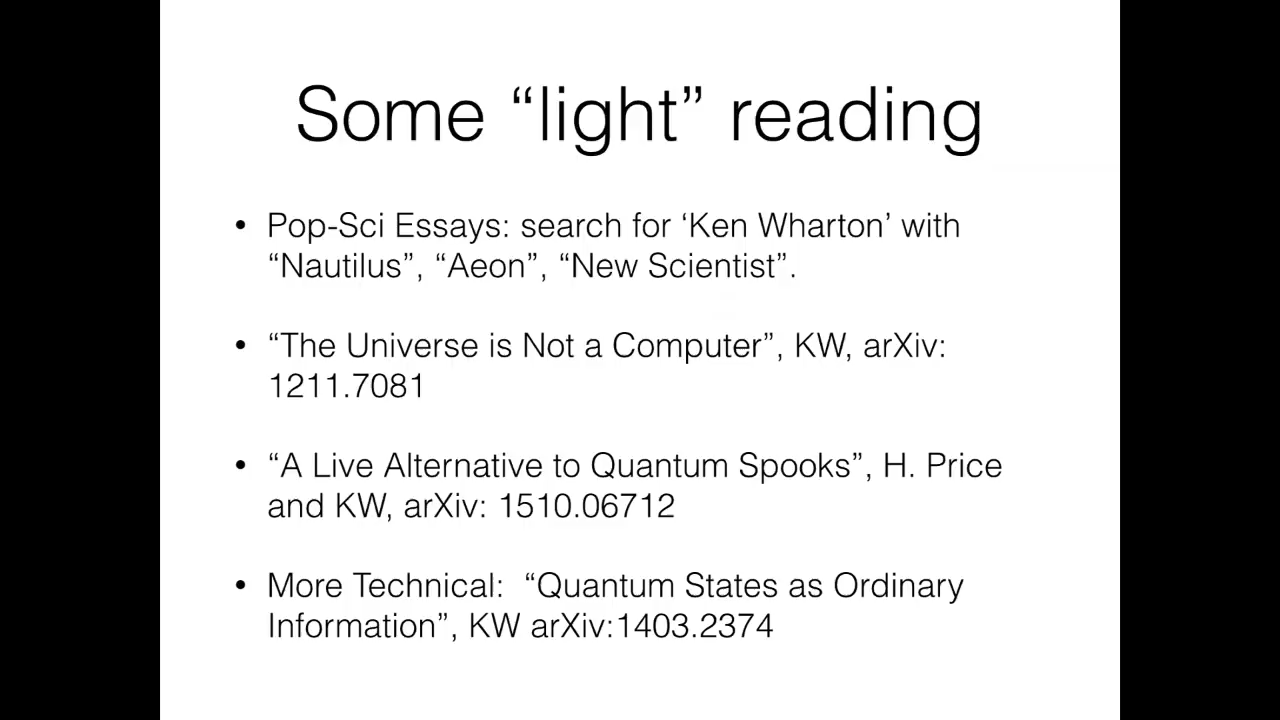 Some “light” reading
• Pop-Sci Essays: search for ‘Ken Wharton’ with
“Nautilus”, “Aeon”, “New Scientist”.
• “The Universe is Not a Computer”, KW, arXiv:
1211.7081
• “A Live Alternative to Quantum Spooks”, H. Price
and KW, arXiv: 1510.06712
• More Technical:  “Quantum States as Ordinary
Information”, KW arXiv:1403.2374